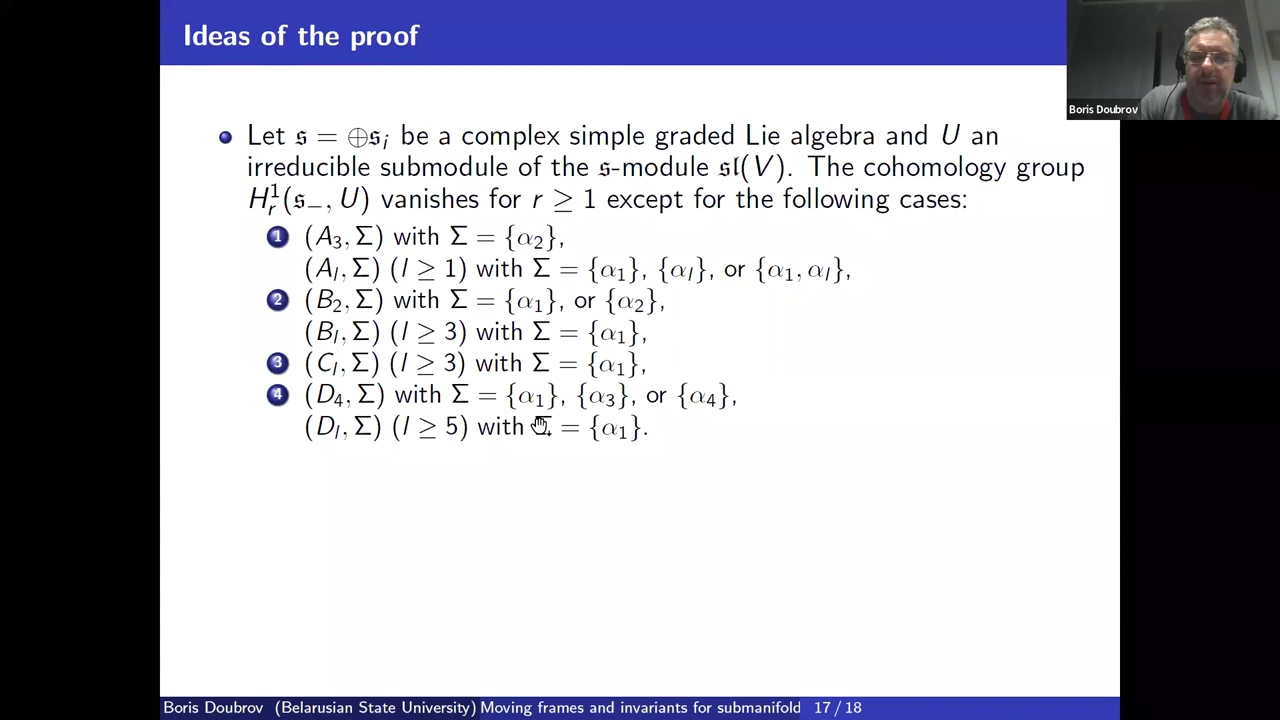 Ideas of the proof
Boris Doubrov
Let 𝔰 = ⊕𝔰ᵢ be a complex simple graded Lie algebra and U an
irreducible submodule of the 𝔰-module 𝔰𝔩(V). The cohomology group
H¹ᵣ(𝔰₋, U) vanishes for r ≥ 1 except for the following cases:
1 (A₃, Σ) with Σ = {α₂},
(Aₗ, Σ) (l ≥ 1) with Σ = {α₁}, {αₗ}, or {α₁, αₗ},
2 (B₂, Σ) with Σ = {α₁}, or {α₂},
(Bₗ, Σ) (l ≥ 3) with Σ = {α₁},
3 (Cₗ, Σ) (l ≥ 3) with Σ = {α₁},
4 (D₄, Σ) with Σ = {α₁}, {α₃}, or {α₄},
(Dₗ, Σ) (l ≥ 5) with Σ = {α₁}.
Boris Doubrov (Belarusian State University) Moving frames and invariants for submanifold 17 / 18